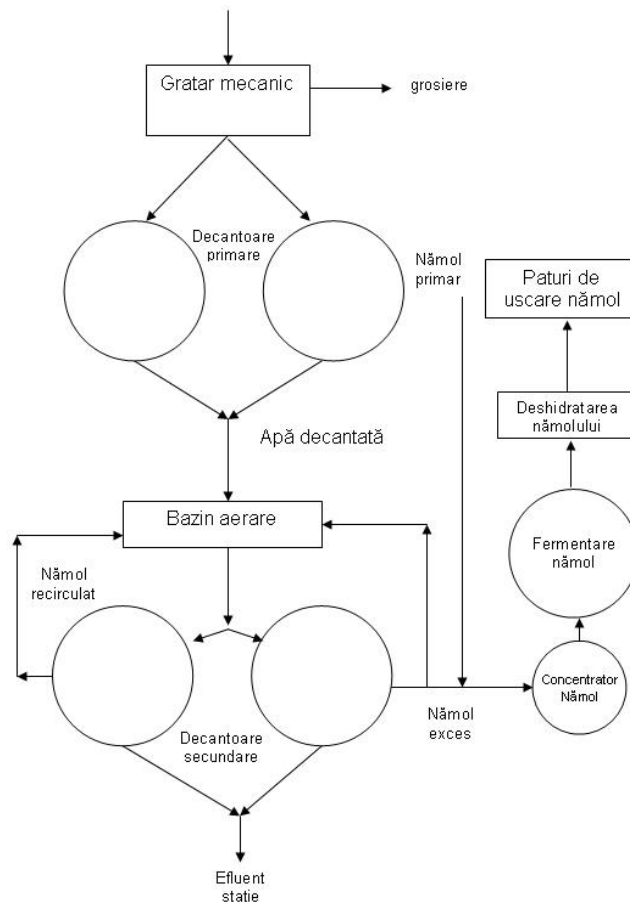 Gratar mecanic
grosiere
Decantoare
primare
Nămol
primar
Paturi de
uscare nămol
Deshidratarea
nămolului
Apă decantată
Bazin aerare
Fermentare
nămol
Nămol
recirculat
Concentrator
Nămol
Nămol
exces
Decantoare
secundare
Efluent
statie